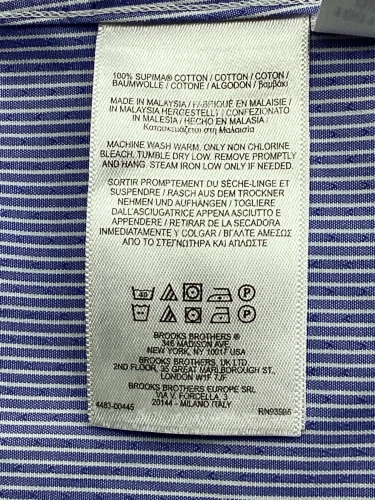 100% SUPIMA® COTTON / COTTON / COTON /
BAUMWOLLE / COTONE / ALGODON / βαμβάκι
MADE IN MALAYSIA / FABRIQUÉ EN MALAISIE /
IN MALAYSIA HERGESTELLT / CONFEZIONATO
IN MALESIA / HECHO EN MALASIA /
Κατασκευάζεται στη Μαλαισία
MACHINE WASH WARM, ONLY NON CHLORINE
BLEACH, TUMBLE DRY LOW. REMOVE PROMPTLY
AND HANG. STEAM IRON LOW ONLY IF NEEDED.
SORTIR PROMPTEMENT DU SÈCHE-LINGE ET
SUSPENDRE / RASCH AUS DEM TROCKNER
NEHMEN UND AUFHÄNGEN / TOGLIERE
DALL'ASCIUGATRICE APPENA ASCIUTTO E
APPENDERE / RETIRAR DE LA SECADORA
INMEDIATAMENTE Y COLGAR / ΒΓΑΛΤΕ ΑΜΕΣΩΣ
ΑΠΟ ΤΟ ΣΤΕΓΝΩΤΗΡΑ ΚΑΙ ΑΠΛΩΣΤΕ
40 P
P
BROOKS BROTHERS ®
346 MADISON AVE
NEW YORK, NY 10017 USA
BROOKS BROTHERS, UK LTD.
2ND FLOOR, 35 GREAT MARLBOROUGH ST.
LONDON W1F 7JF
BROOKS BROTHERS EUROPE SRL
VIA V. FORCELLA, 3
4483-00445 20144 - MILANO ITALY RN93596